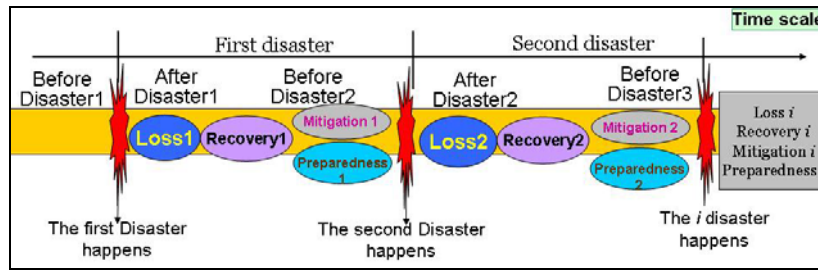 Time scale
First disaster
Second disaster
Before
Disaster1
After
Disaster1
Before
Disaster2
After
Disaster2
Before
Disaster3
Loss1
Recovery1
Mitigation 1
Preparedness
1
Loss2
Recovery2
Mitigation 2
Preparedness
2
Loss i
Recovery i
Mitigation i
Preparedness
The first Disaster
happens
The second Disaster
happens
The i disaster
happens